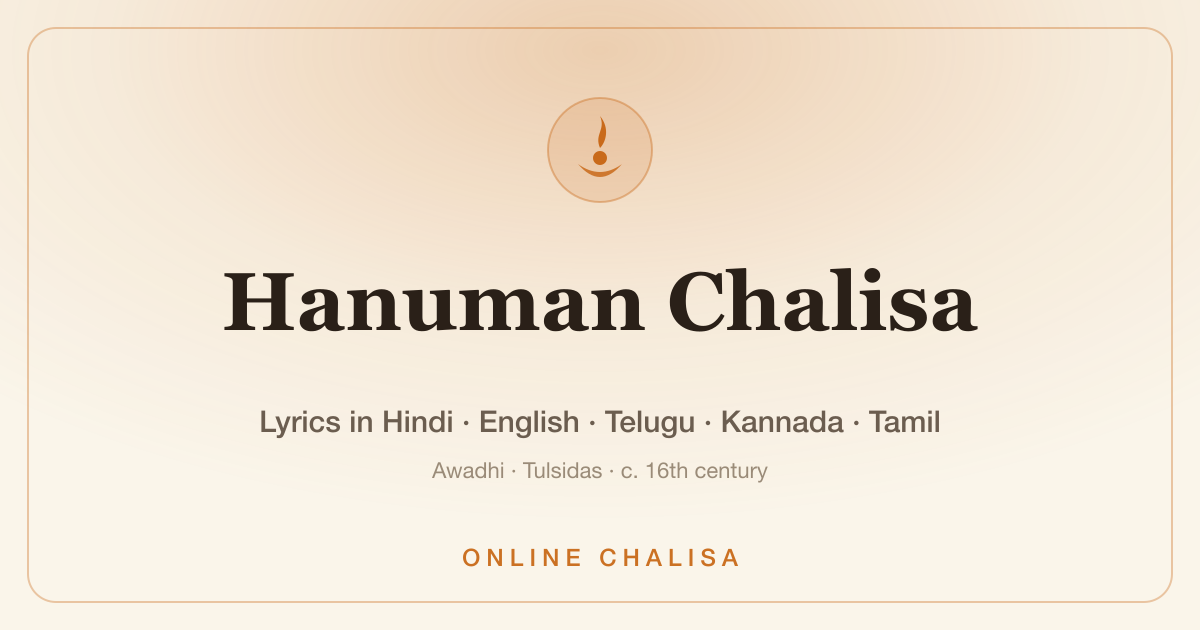 Hanuman Chalisa
Lyrics in Hindi · English · Telugu · Kannada · Tamil
Awadhi · Tulsidas · c. 16th century
ONLINE CHALISA